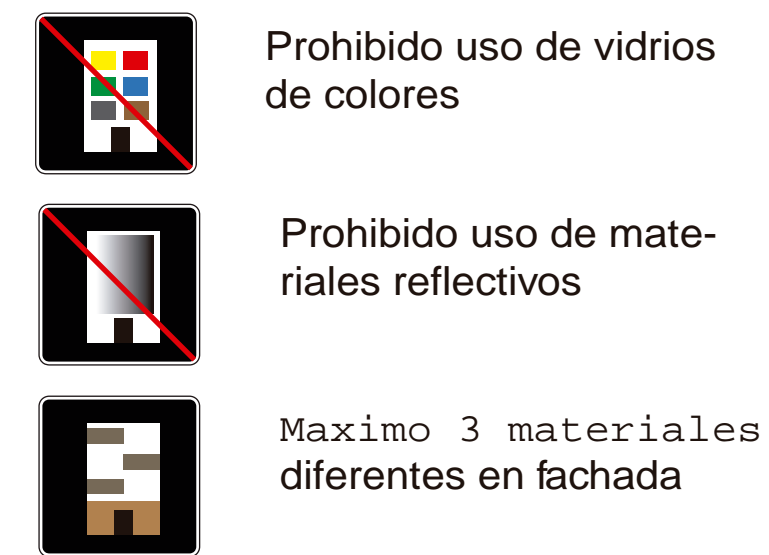 Prohibido uso de vidrios
de colores
Prohibido uso de mate-
riales reflectivos
Maximo 3 materiales
diferentes en fachada